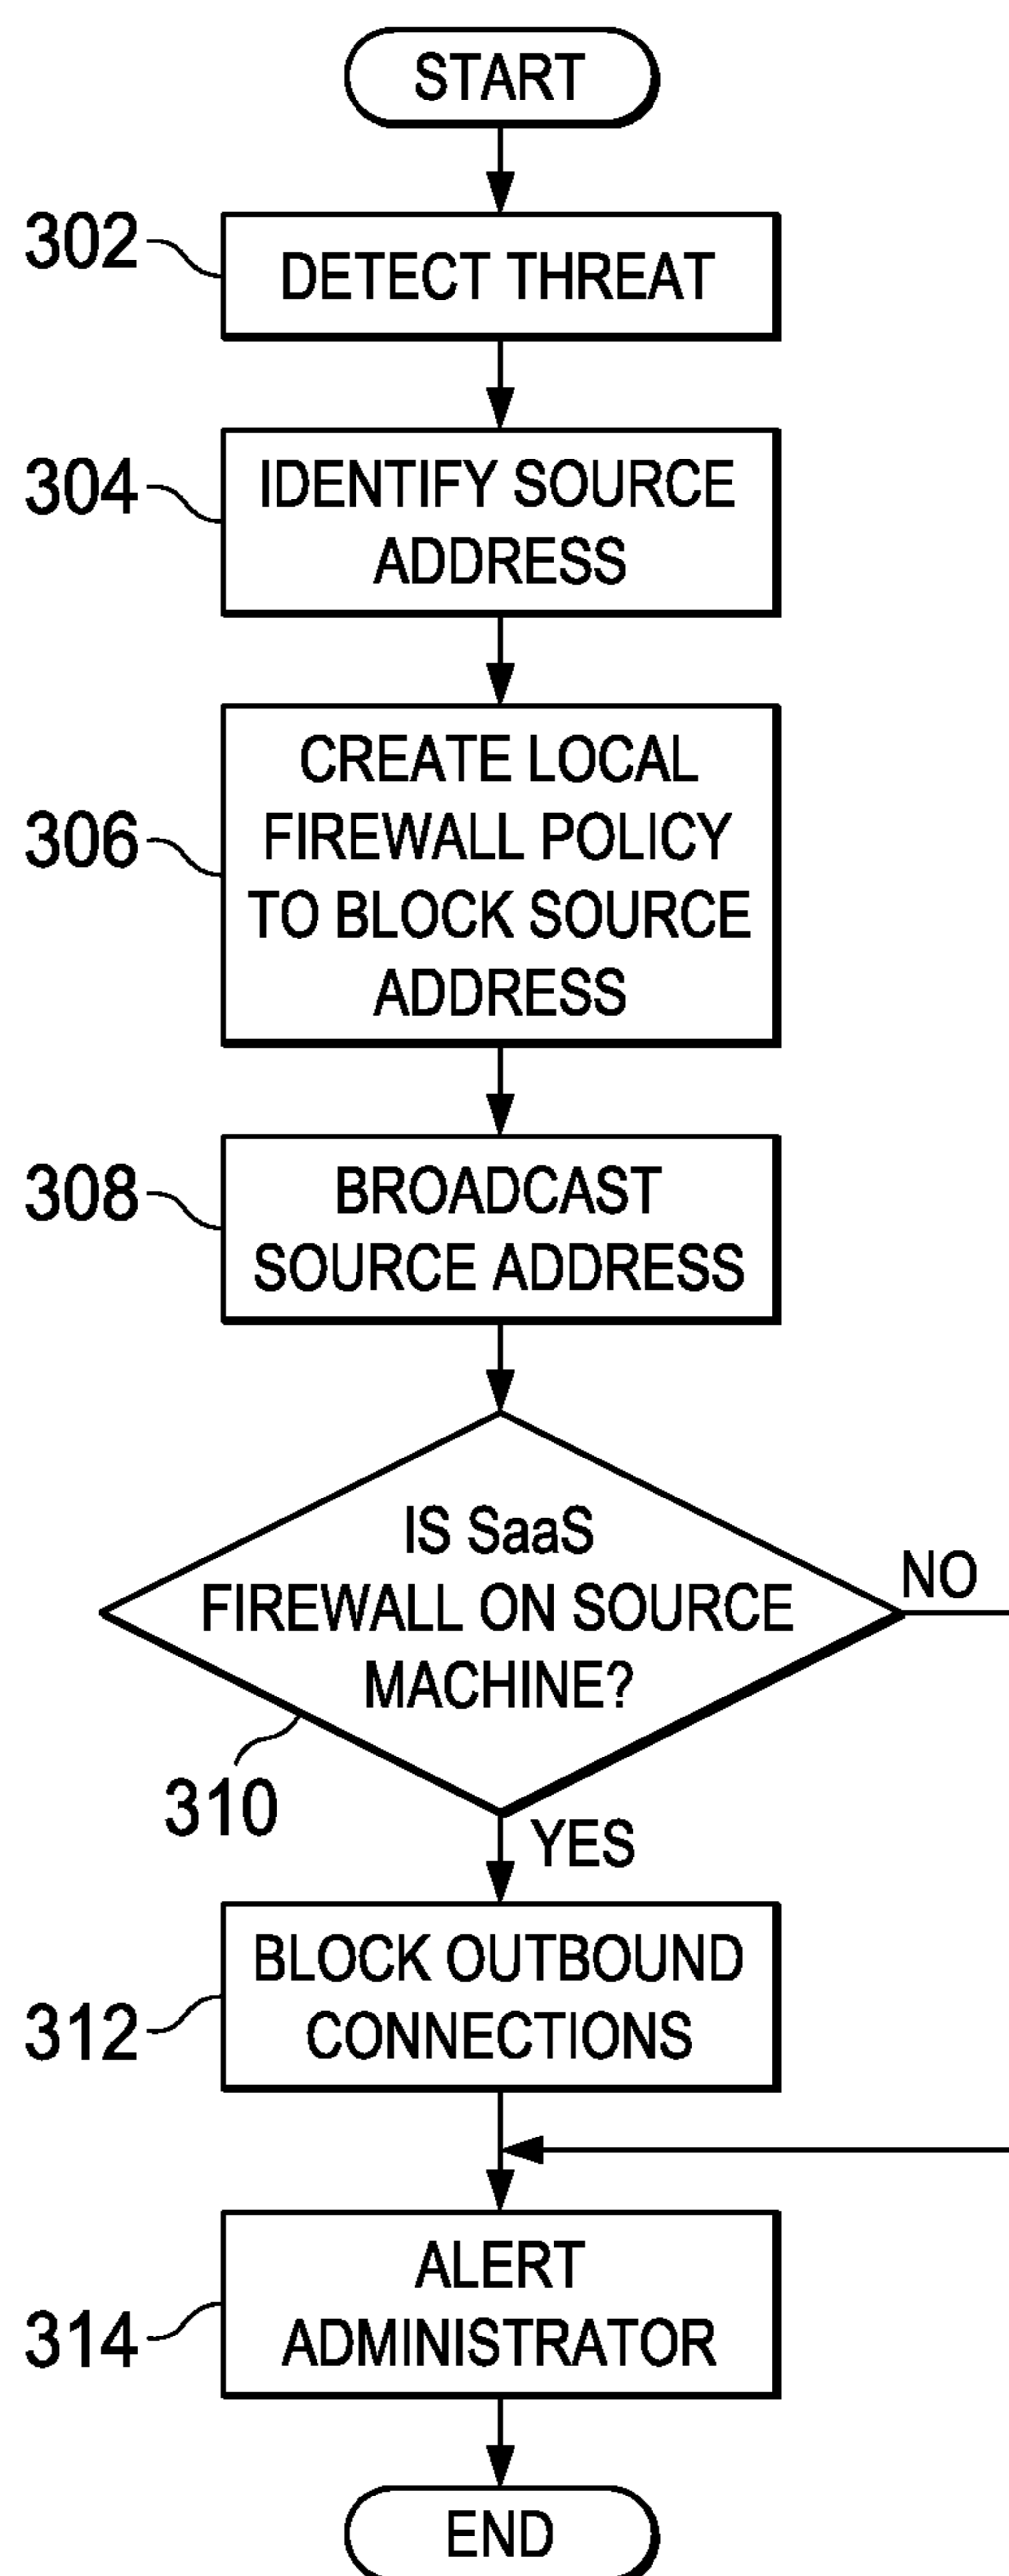 START
302
DETECT THREAT
304
IDENTIFY SOURCE
ADDRESS
306
CREATE LOCAL
FIREWALL POLICY
TO BLOCK SOURCE
ADDRESS
308
BROADCAST
SOURCE ADDRESS
IS SaaS
FIREWALL ON SOURCE
MACHINE?
NO
310
YES
312
BLOCK OUTBOUND
CONNECTIONS
314
ALERT
ADMINISTRATOR
END